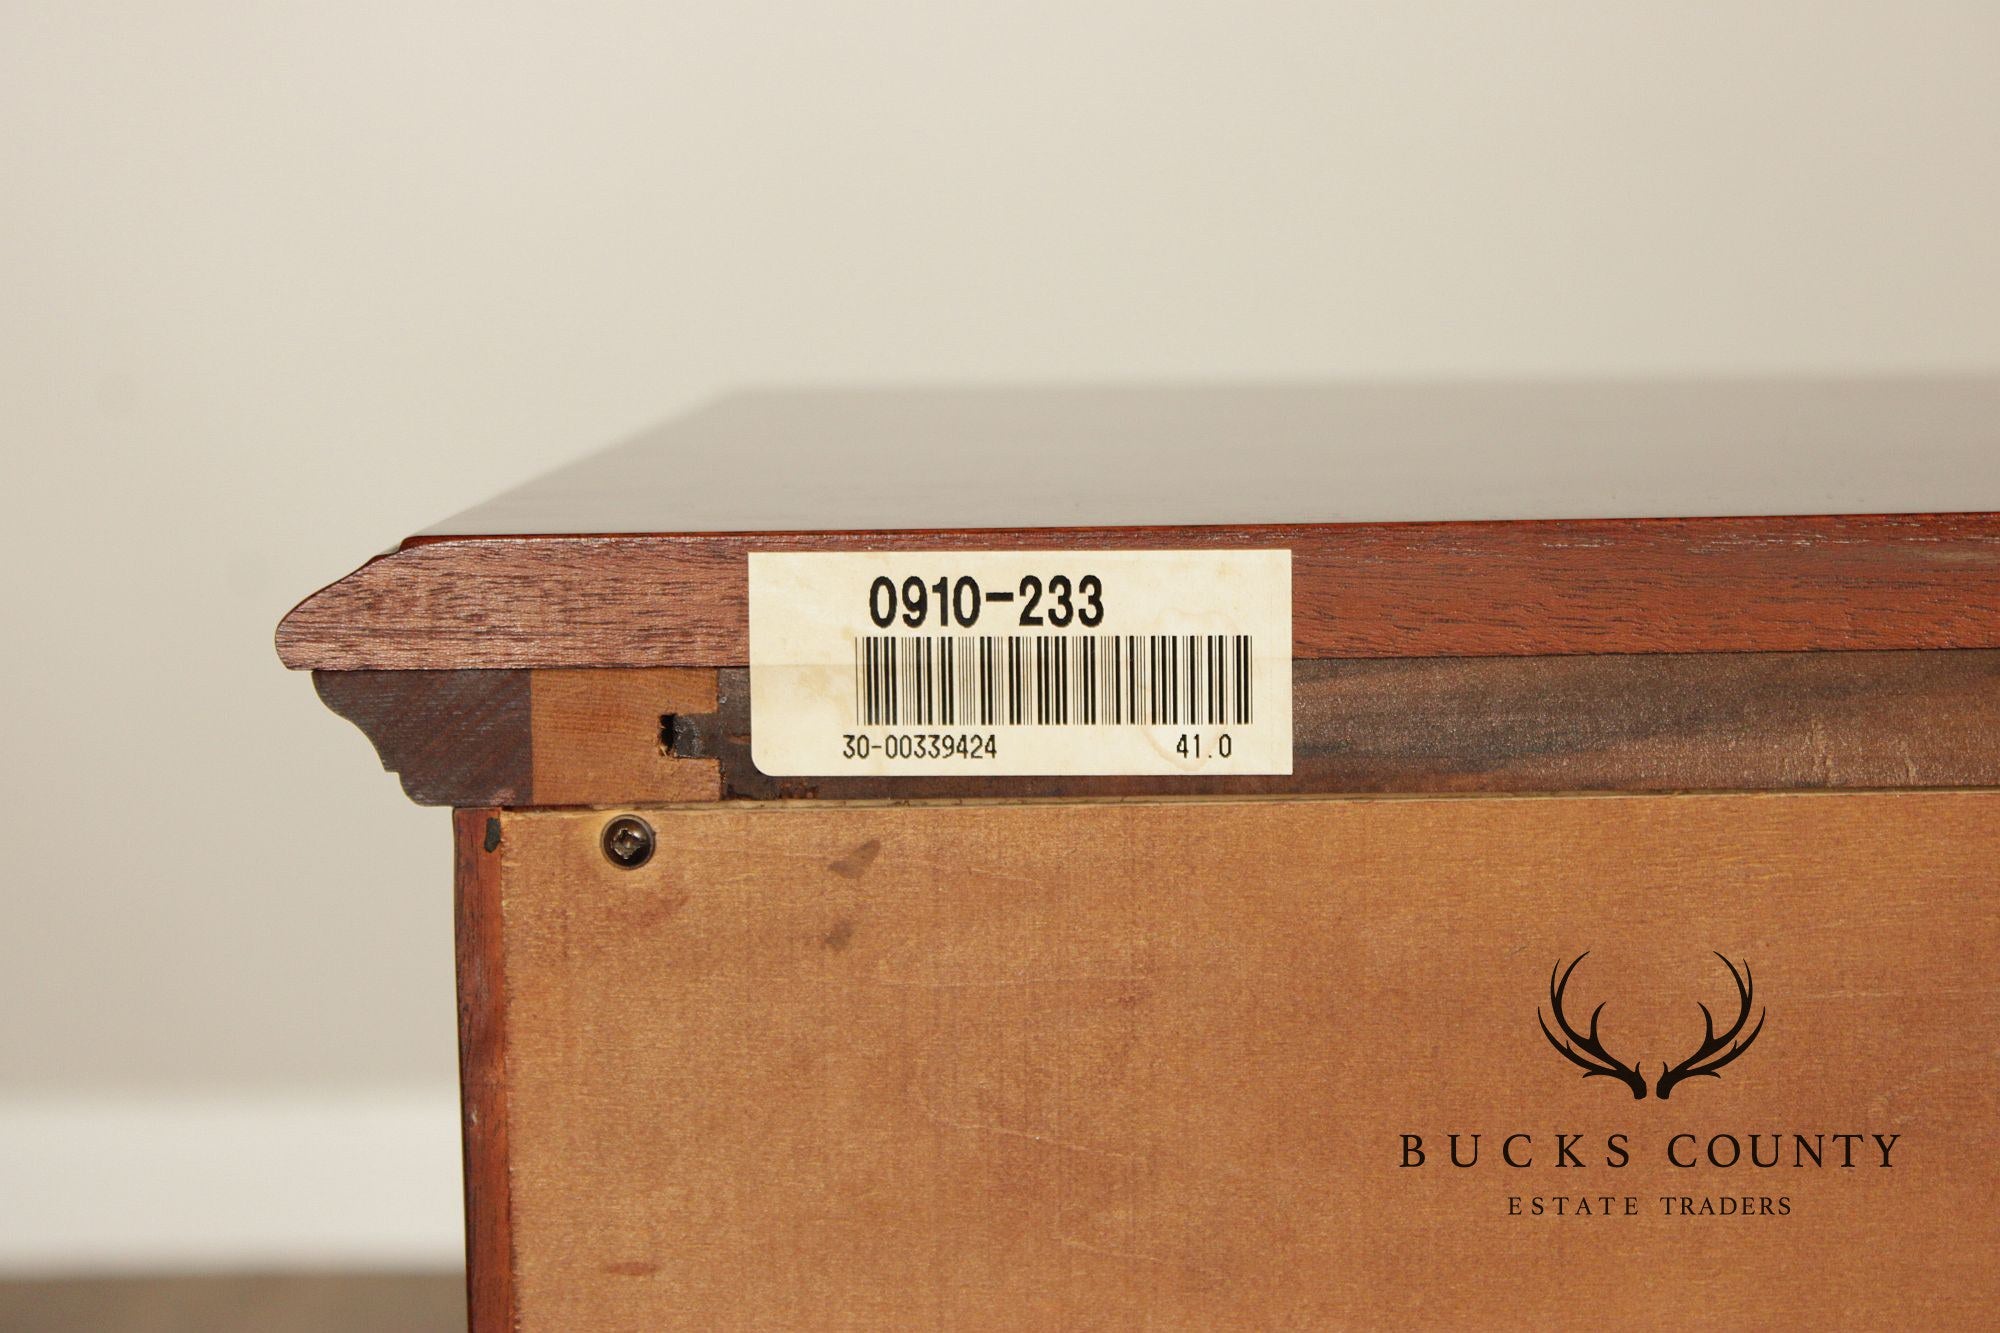 0910-233
30-00339424 41.0
BUCKS COUNTY
ESTATE TRADERS